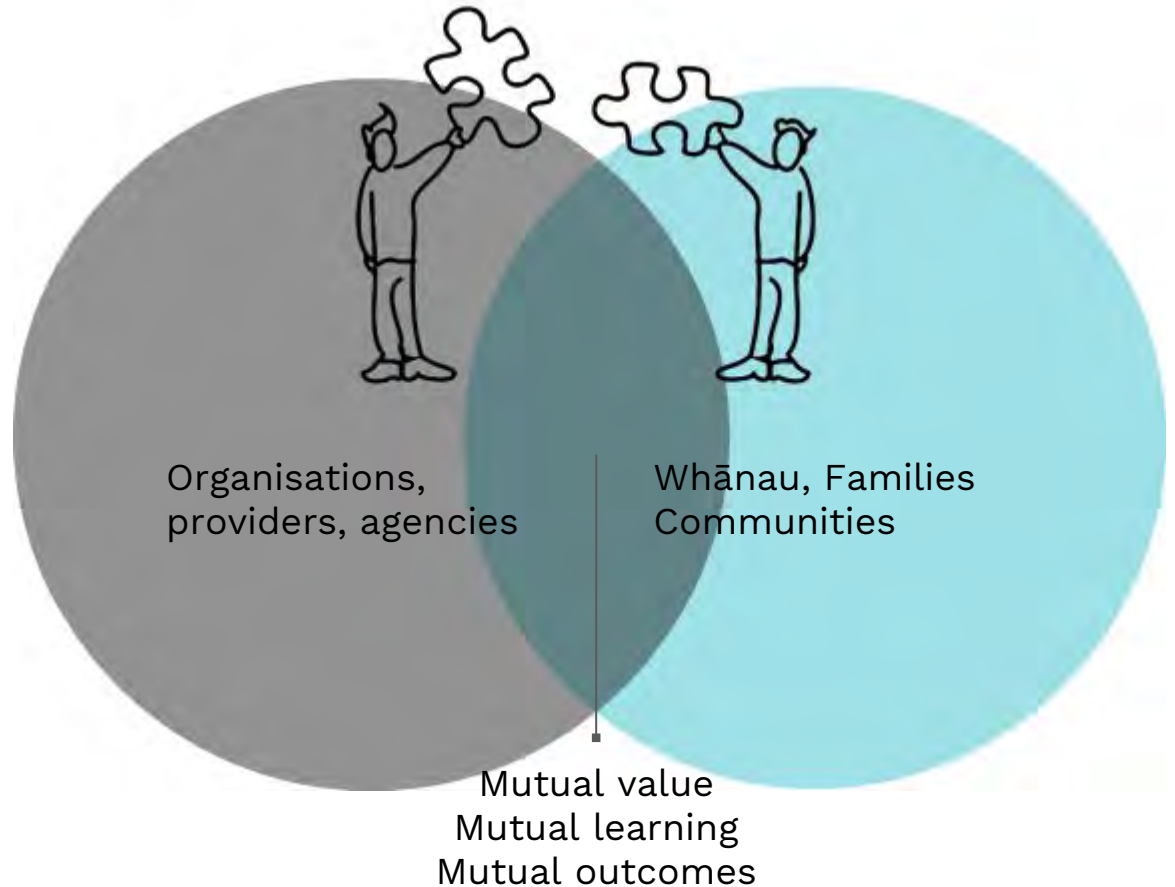 Organisations,
providers, agencies
Whānau, Families
Communities
Mutual value
Mutual learning
Mutual outcomes